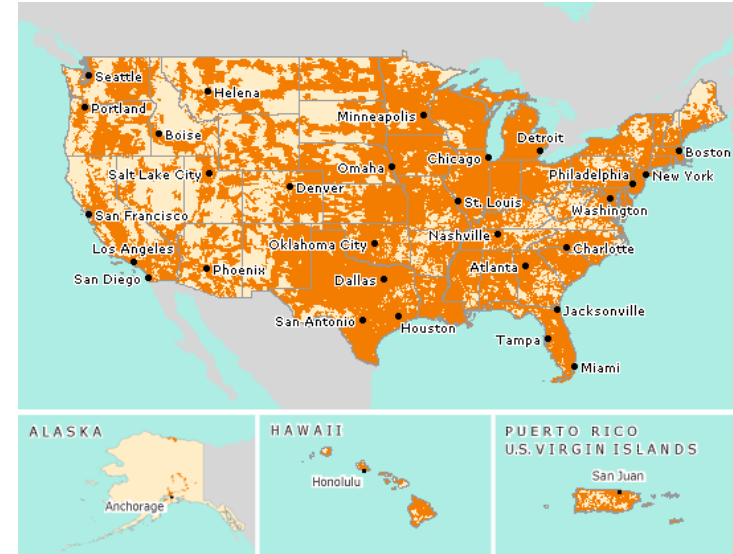 Seattle
Helena
Portland
Minneapolis
Boise
Detroit
Boston
Chicago
Omaha
Salt Lake City
Philadelphia
New York
Denver
St. Louis
Washington
San Francisco
Nashville
Oklahoma City
Charlotte
Los Angeles
Phoenix
Atlanta
San Diego
Dallas
Jacksonville
San Antonio
Houston
Tampa
Miami
ALASKA
Anchorage
HAWAII
Honolulu
PUERTO RICO
U.S. VIRGIN ISLANDS
San Juan